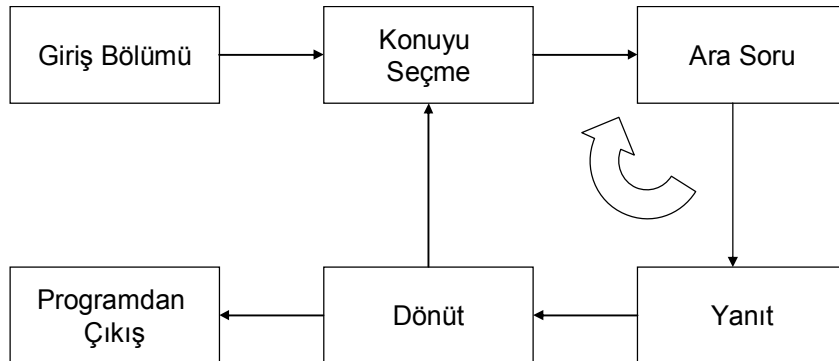 Giriş Bölümü
Konuyu
Seçme
Ara Soru
Programdan
Çıkış
Dönüt
Yanıt